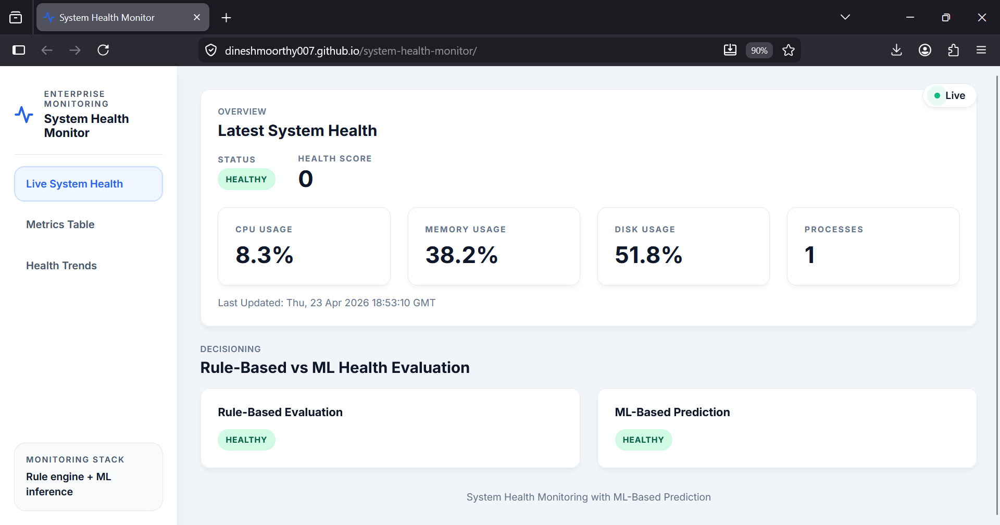 System Health Monitor
dineshmoorthy007.github.io/system-health-monitor/
90%
ENTERPRISE
MONITORING
System Health
Monitor
Live System Health
Metrics Table
Health Trends
MONITORING STACK
Rule engine + ML
inference
Live
OVERVIEW
Latest System Health
STATUS
HEALTHY
HEALTH SCORE
0
CPU USAGE
8.3%
MEMORY USAGE
38.2%
DISK USAGE
51.8%
PROCESSES
1
Last Updated: Thu, 23 Apr 2026 18:53:10 GMT
DECISIONING
Rule-Based vs ML Health Evaluation
Rule-Based Evaluation
HEALTHY
ML-Based Prediction
HEALTHY
System Health Monitoring with ML-Based Prediction